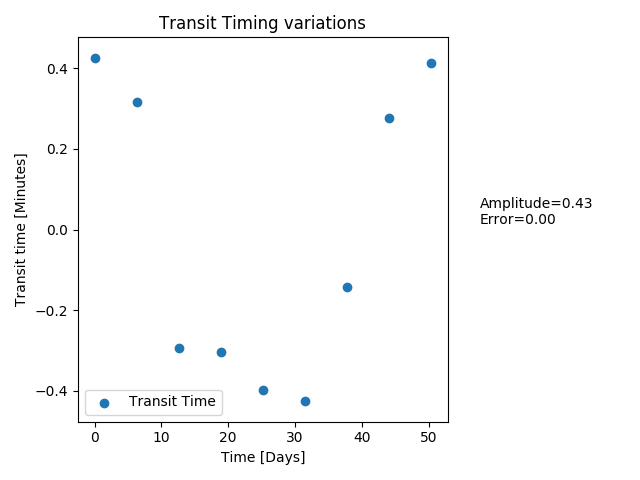 Transit Timing variations
Transit time [Minutes]
0.4
0.2
0.0
−0.2
−0.4
Transit Time
0
10
20
30
40
50
Time [Days]
Amplitude=0.43
Error=0.00